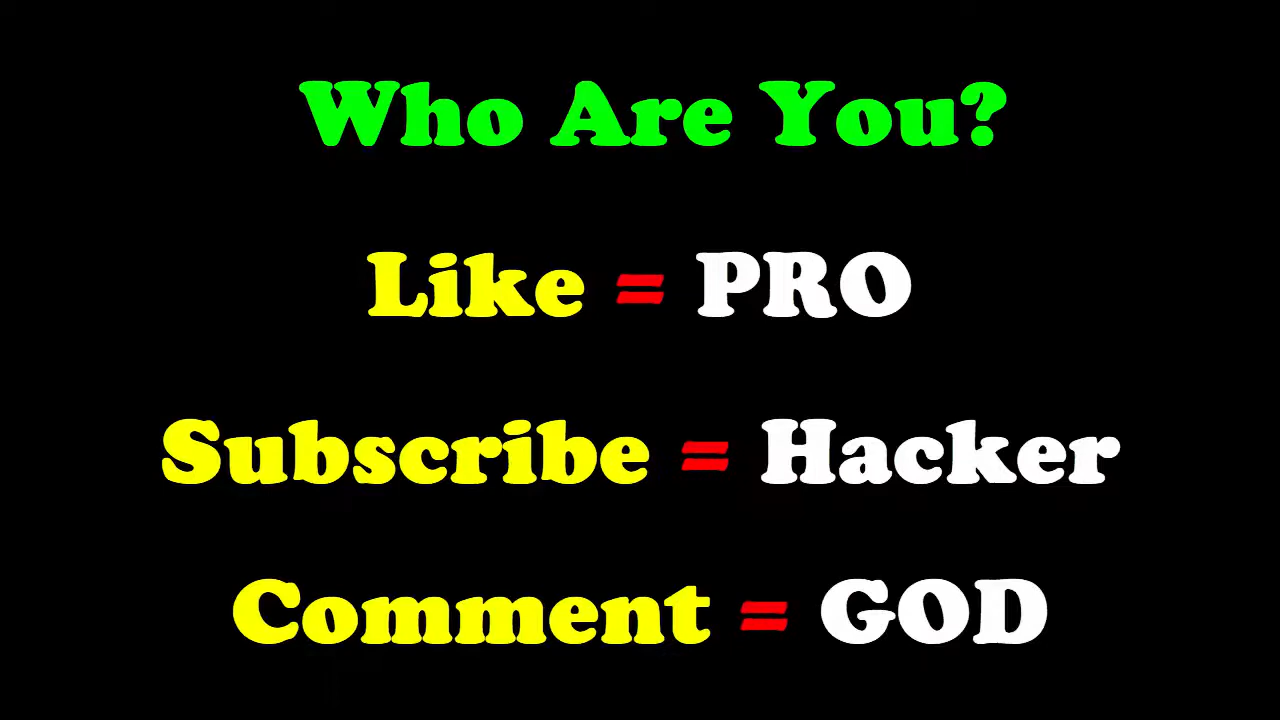 Who Are You?
Like = PRO
Subscribe = Hacker
Comment = GOD